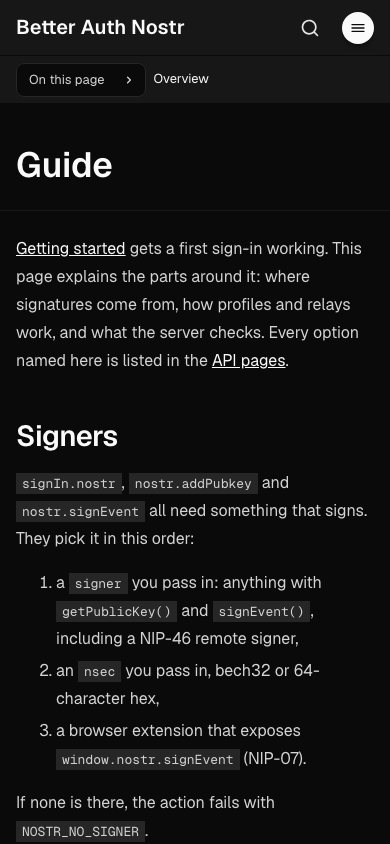 Better Auth Nostr
On this page
Overview
Guide
Getting started gets a first sign-in working. This
page explains the parts around it: where
signatures come from, how profiles and relays
work, and what the server checks. Every option
named here is listed in the API pages.
Signers
signIn.nostr, nostr.addPubkey and
nostr.signEvent all need something that signs.
They pick it in this order:
1. a signer you pass in: anything with
getPublicKey() and signEvent(),
including a NIP-46 remote signer,
2. an nsec you pass in, bech32 or 64-
character hex,
3. a browser extension that exposes
window.nostr.signEvent (NIP-07).
If none is there, the action fails with
NOSTR_NO_SIGNER.